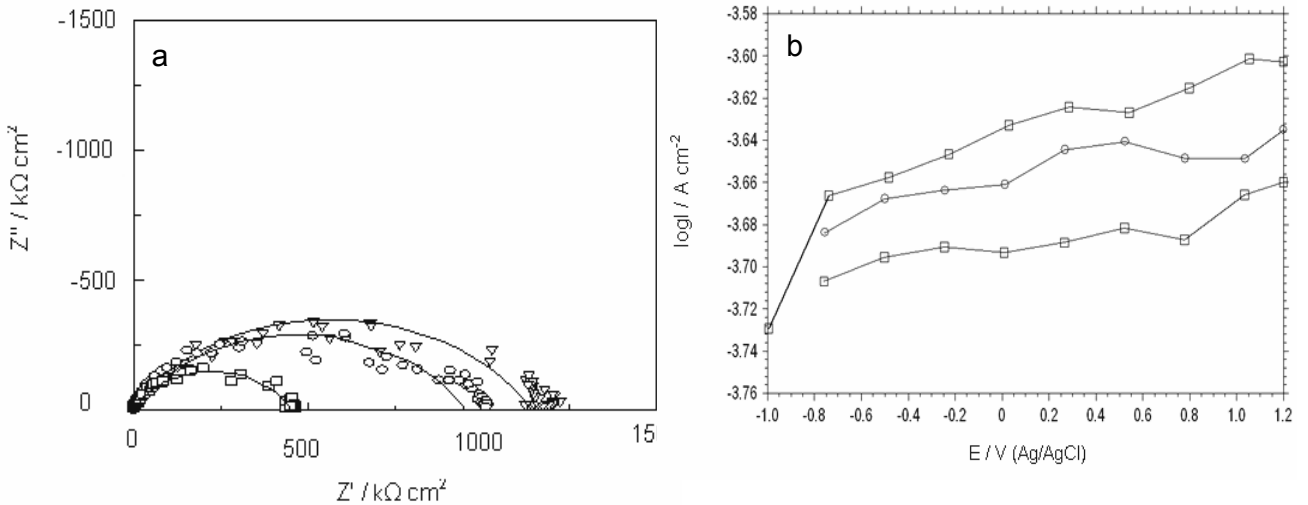 a
-1500
-1000
-500
0
Z'' / kΩ cm2
0
500
1000
15
Z' / kΩ cm2
b
-3.58
-3.60
-3.62
-3.64
-3.66
-3.68
-3.70
-3.72
-3.74
-3.76
logI / A cm-2
-1.0 -0.8 -0.6 -0.4 -0.2 0.0 0.2 0.4 0.6 0.8 1.0 1.2
E / V (Ag/AgCl)